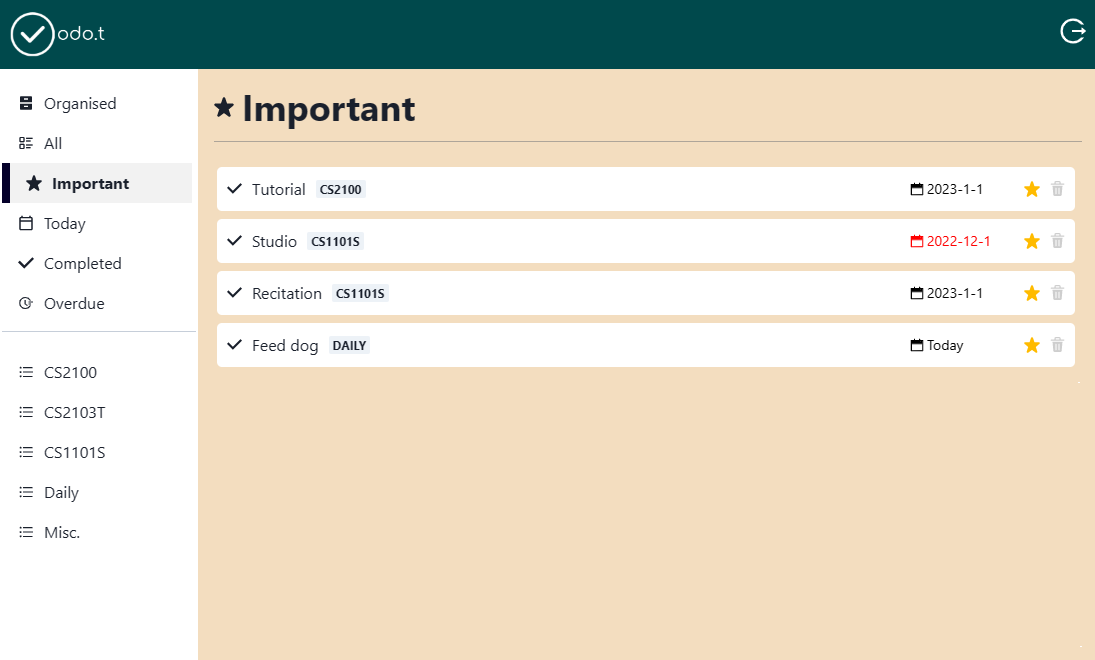 odo.t
Organised
All
Important
Today
Completed
Overdue
CS2100
CS2103T
CS1101S
Daily
Misc.
Important
Tutorial CS2100 2023-1-1
Studio CS1101S 2022-12-1
Recitation CS1101S 2023-1-1
Feed dog DAILY Today